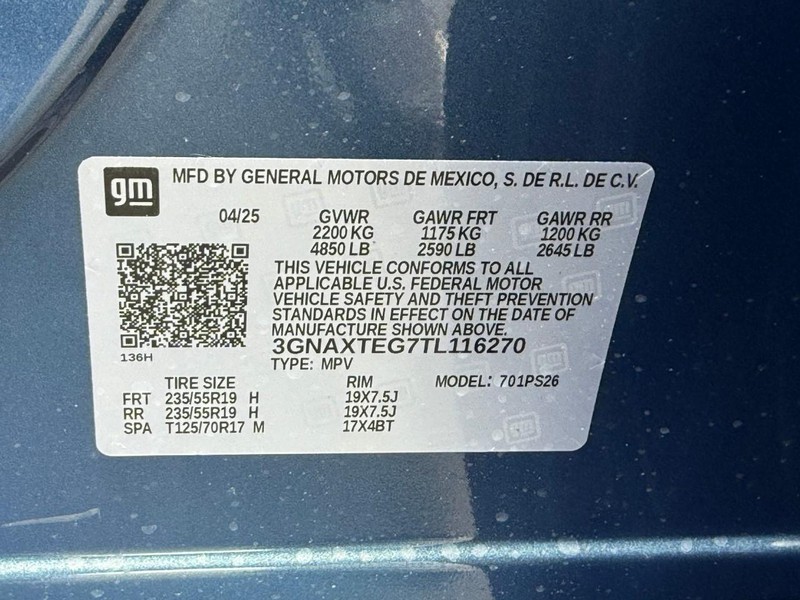 gm MFD BY GENERAL MOTORS DE MEXICO, S. DE R.L. DE C.V.
04/25 GVWR GAWR FRT GAWR RR
2200 KG 1175 KG 1200 KG
4850 LB 2590 LB 2645 LB
THIS VEHICLE CONFORMS TO ALL
APPLICABLE U.S. FEDERAL MOTOR
VEHICLE SAFETY AND THEFT PREVENTION
STANDARDS IN EFFECT ON THE DATE OF
MANUFACTURE SHOWN ABOVE.
3GNAXTEG7TL116270
136H
TYPE: MPV
TIRE SIZE RIM MODEL: 701PS26
FRT 235/55R19 H 19X7.5J
RR 235/55R19 H 19X7.5J
SPA T125/70R17 M 17X4BT
gm